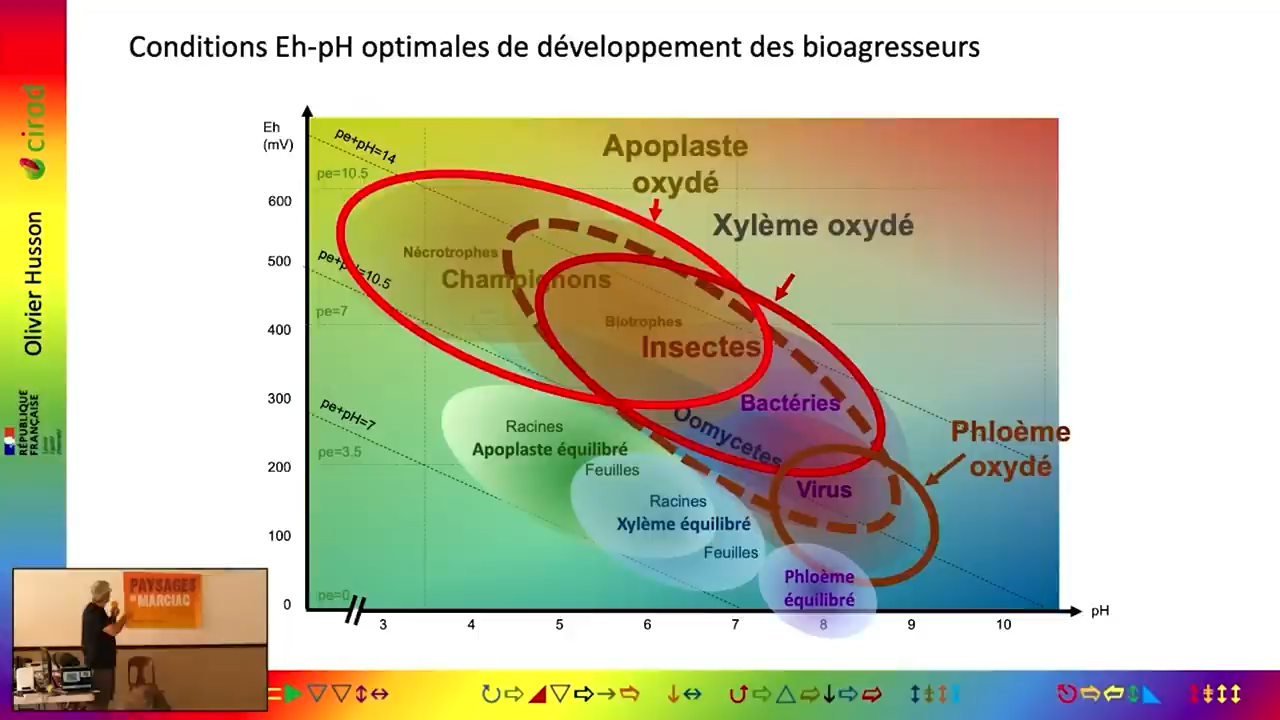 Conditions Eh-pH optimales de développement des bioagresseurs
cirad
Olivier Husson
RÉPUBLIQUE
FRANÇAISE
Eh
(mV)
pe+pH=14
pe=10.5
600
500
pe+pH=10.5
pe=7
400
300
pe+pH=7
pe=3.5
200
100
pe=0
0
3
4
5
6
7
8
9
10
pH
Apoplaste
oxydé
Xylème oxydé
Nécrotrophes
Champignons
Biotrophes
Insectes
Bactéries
Oomycetes
Phloème
oxydé
Virus
Racines
Apoplaste équilibré
Feuilles
Racines
Xylème équilibré
Feuilles
Phloème
équilibré
PAYSAGES
MARCIAC